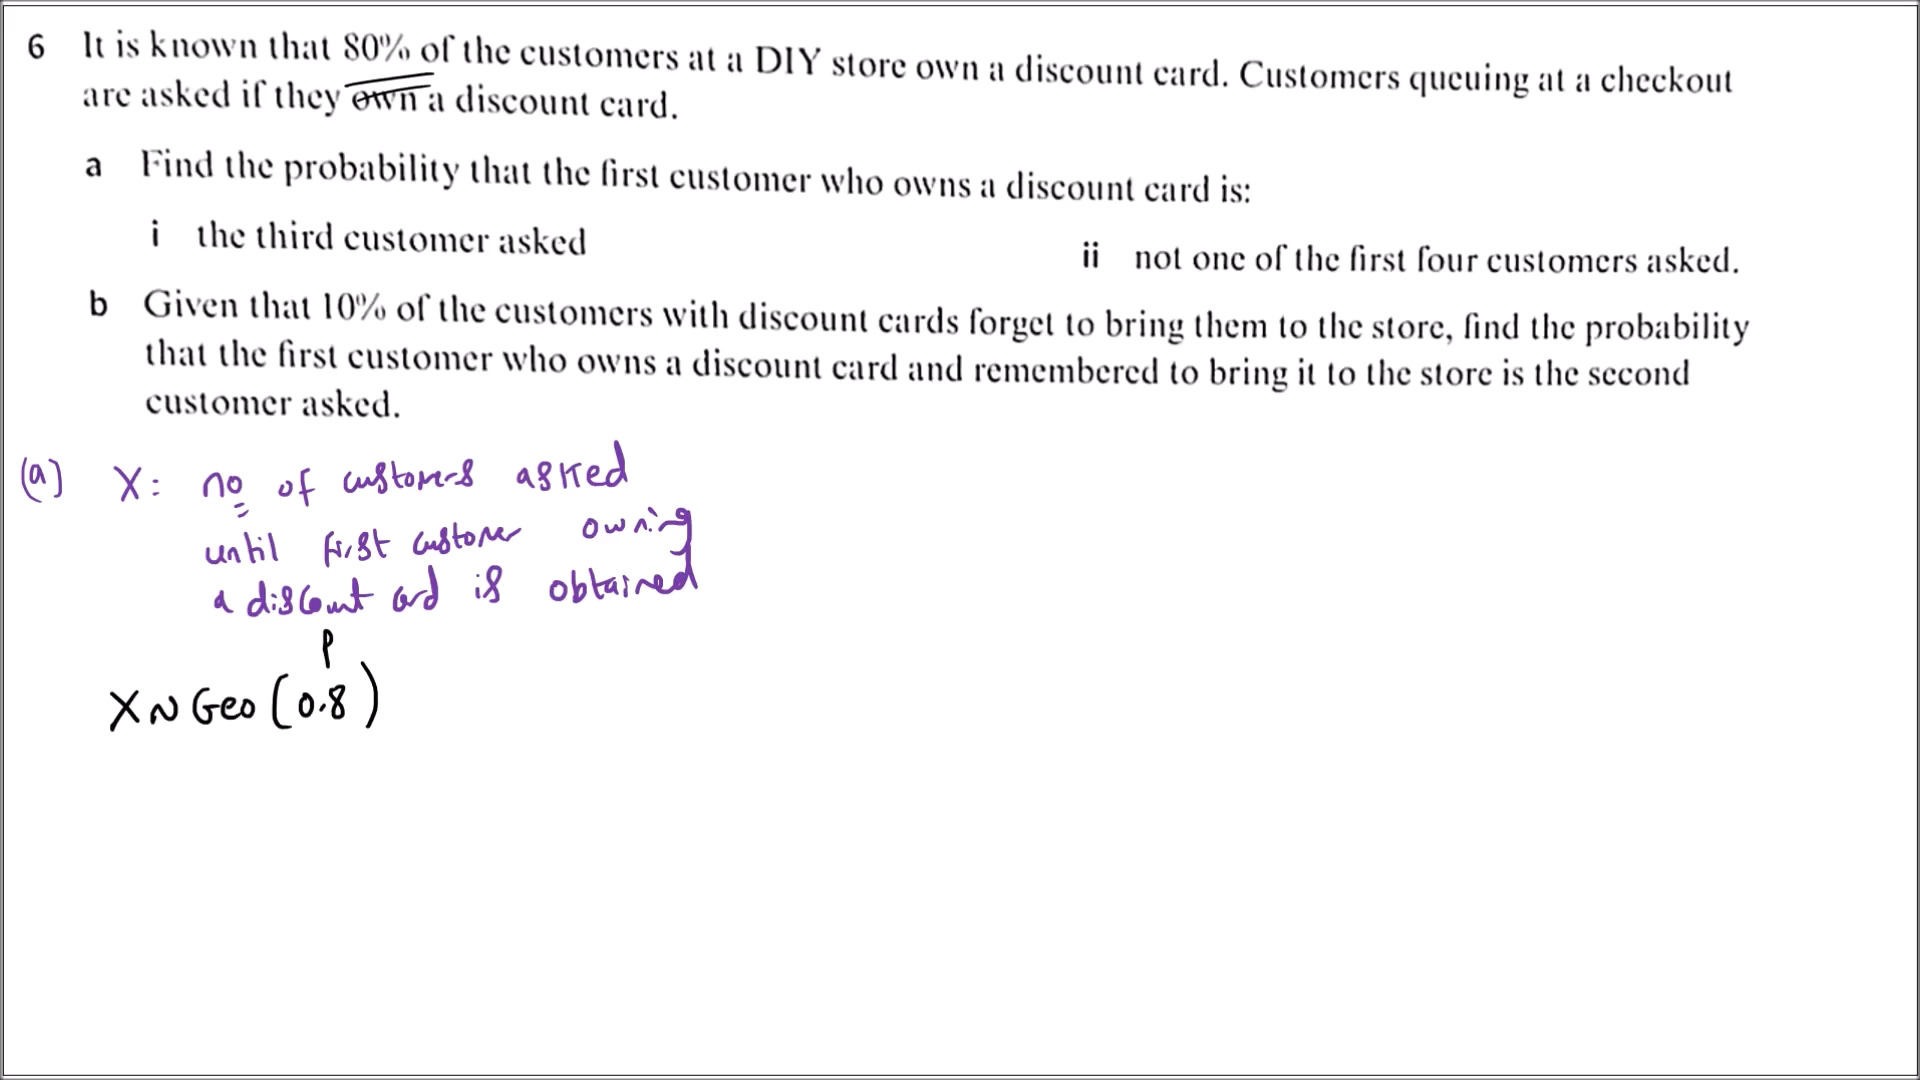 6 It is known that 80% of the customers at a DIY store own a discount card. Customers queuing at a checkout
are asked if they own a discount card.
a Find the probability that the first customer who owns a discount card is:
i the third customer asked
ii not one of the first four customers asked.
b Given that 10% of the customers with discount cards forget to bring them to the store, find the probability
that the first customer who owns a discount card and remembered to bring it to the store is the second
customer asked.
(a) X: no of customers asked
until first customer owning
a discount card is obtained
P
X ~ Geo (0.8)